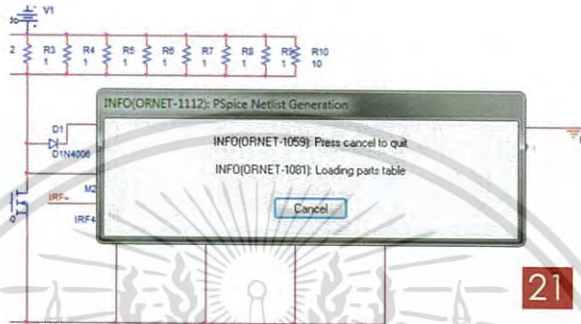 V1
2 R3 R4 R5 R6 R7 R8 R9 R10
1 1 1 1 1 1 1 10
INFO(ORNET-1112): PSpice Netlist Generation
INFO(ORNET-1059): Press cancel to quit
INFO(ORNET-1081): Loading parts table
Cancel
D1
D1N4006
M2
IRF4
21